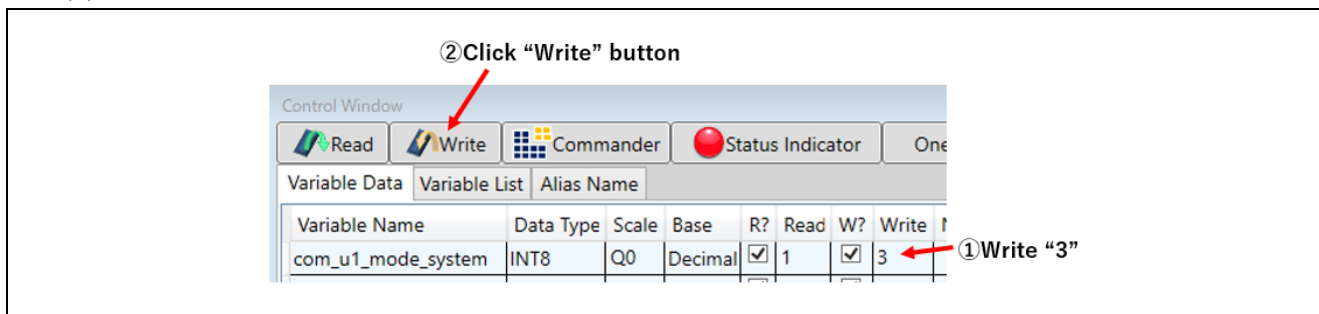 ②Click “Write” button
Control Window
Read Write Commander Status Indicator
Variable Data Variable List Alias Name
Variable Name Data Type Scale Base R? Read W? Write
com_u1_mode_system INT8 Q0 Decimal 1 3
①Write “3”